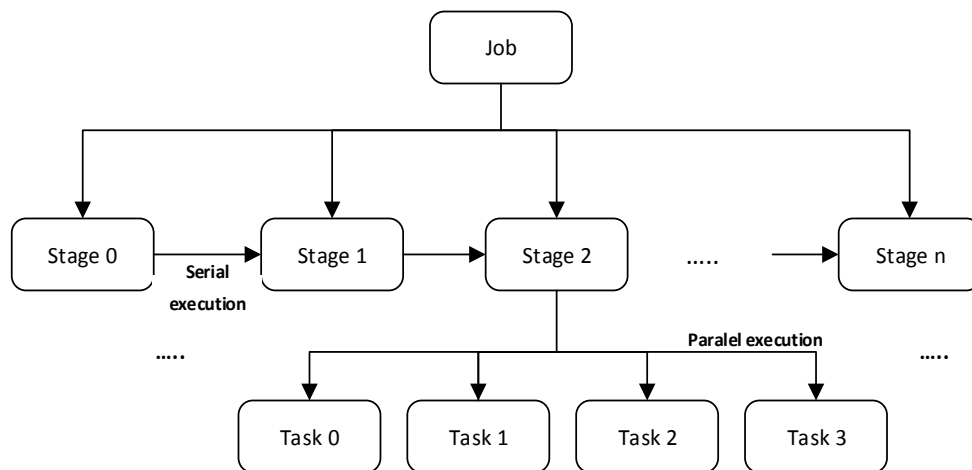 Job
Stage 0
Stage 1
Stage 2
.....
Stage n
Serial
execution
.....
Paralel execution
.....
Task 0
Task 1
Task 2
Task 3